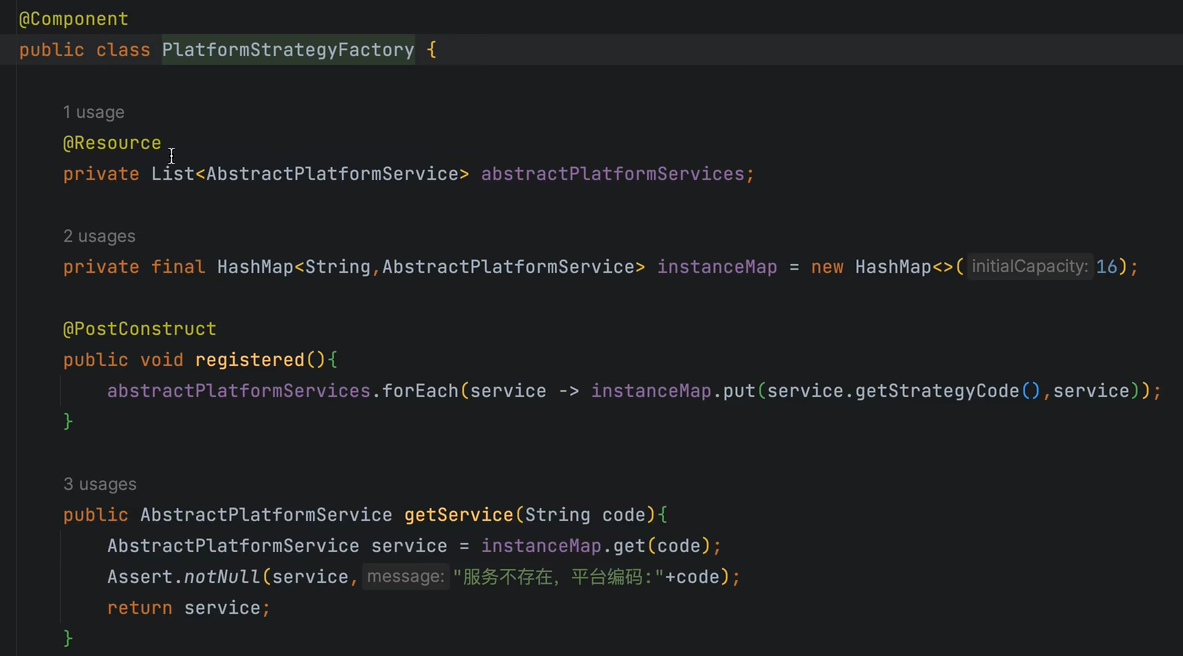 @Component
public class PlatformStrategyFactory {
1 usage
@Resource
private List<AbstractPlatformService> abstractPlatformServices;
2 usages
private final HashMap<String,AbstractPlatformService> instanceMap = new HashMap<>( initialCapacity: 16);
@PostConstruct
public void registered(){
abstractPlatformServices.forEach(service -> instanceMap.put(service.getStrategyCode(),service));
}
3 usages
public AbstractPlatformService getService(String code){
AbstractPlatformService service = instanceMap.get(code);
Assert.notNull(service, message: "服务不存在，平台编码:"+code);
return service;
}